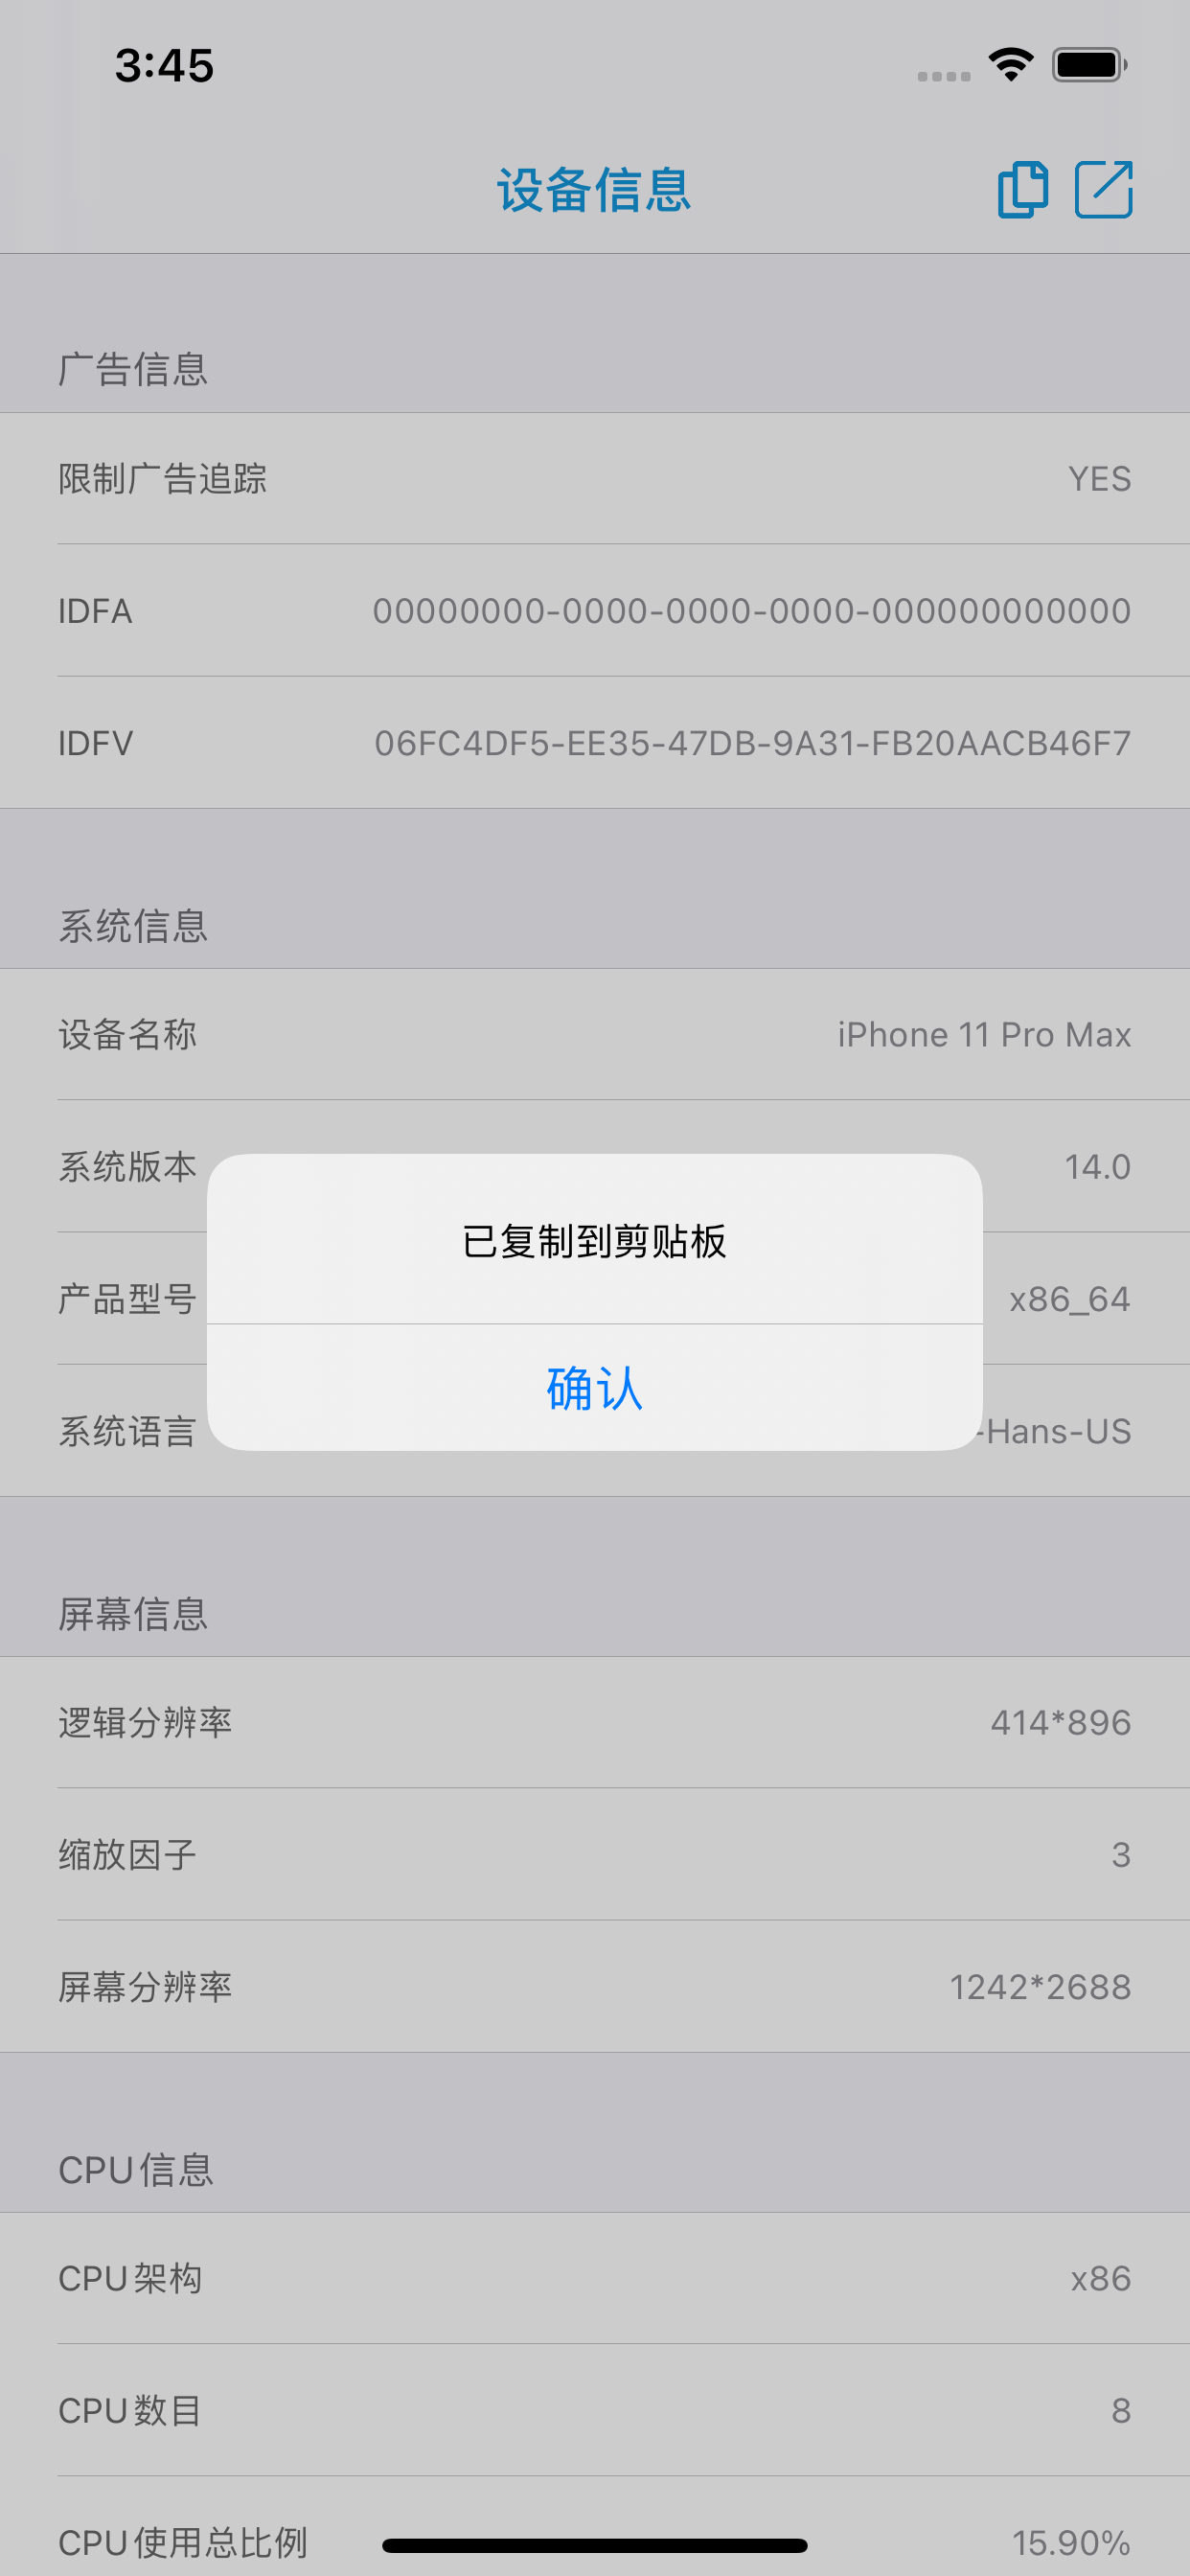 3:45
设备信息
广告信息
限制广告追踪 YES
IDFA 00000000-0000-0000-0000-000000000000
IDFV 06FC4DF5-EE35-47DB-9A31-FB20AACB46F7
系统信息
设备名称 iPhone 11 Pro Max
系统版本 14.0
已复制到剪贴板
产品型号 x86_64
确认
系统语言 -Hans-US
屏幕信息
逻辑分辨率 414*896
缩放因子 3
屏幕分辨率 1242*2688
CPU信息
CPU架构 x86
CPU数目 8
CPU使用总比例 15.90%